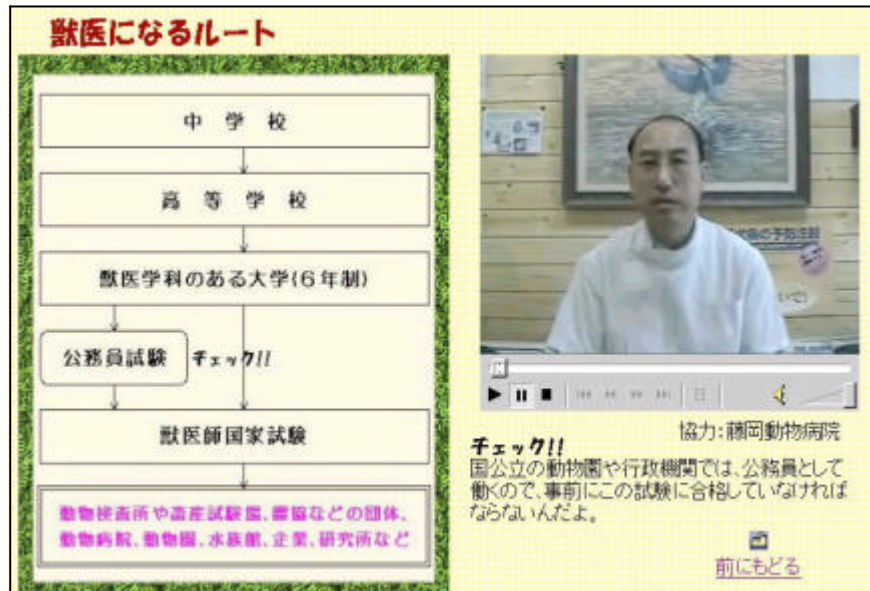 獣医になるルート
中 学 校
高 等 学 校
獣医学科のある大学(6年制)
公務員試験
チェック!!
獣医師国家試験
動物検査所や畜産試験場、農協などの団体、
動物病院、動物園、水族館、企業、研究所など
の予防注射
協力:藤岡動物病院
チェック!!
国公立の動物園や行政機関では、公務員として
働くので、事前にこの試験に合格していなければ
ならないんだよ。
前にもどる